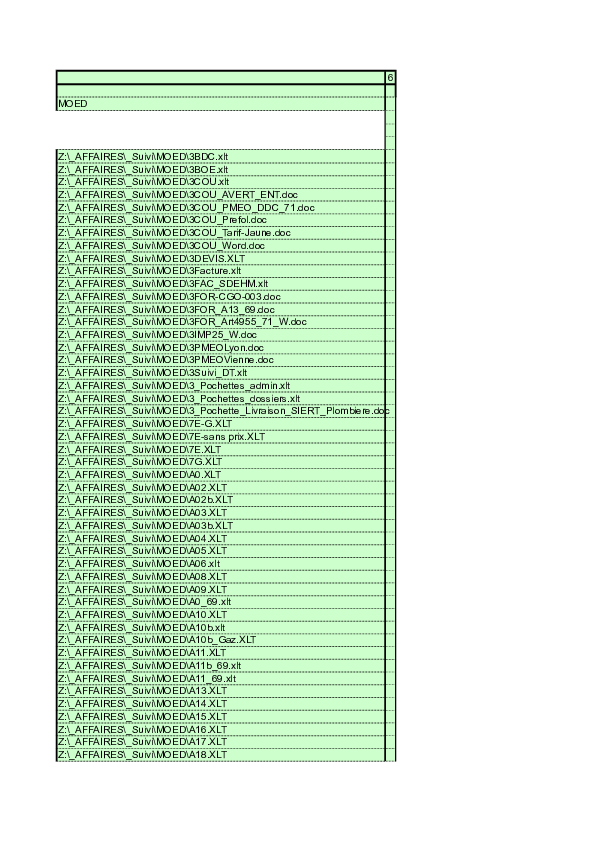 6
MOED
Z:\_AFFAIRES\_Suivi\MOED\3BDC.xlt
Z:\_AFFAIRES\_Suivi\MOED\3BOE.xlt
Z:\_AFFAIRES\_Suivi\MOED\3COU.xlt
Z:\_AFFAIRES\_Suivi\MOED\3COU_AVERT_ENT.doc
Z:\_AFFAIRES\_Suivi\MOED\3COU_PMEO_DDC_71.doc
Z:\_AFFAIRES\_Suivi\MOED\3COU_Prefol.doc
Z:\_AFFAIRES\_Suivi\MOED\3COU_Tarif-Jaune.doc
Z:\_AFFAIRES\_Suivi\MOED\3COU_Word.doc
Z:\_AFFAIRES\_Suivi\MOED\3DEVIS.XLT
Z:\_AFFAIRES\_Suivi\MOED\3Facture.xlt
Z:\_AFFAIRES\_Suivi\MOED\3FAC_SDEHM.xlt
Z:\_AFFAIRES\_Suivi\MOED\3FOR-CGO-003.doc
Z:\_AFFAIRES\_Suivi\MOED\3FOR_A13_69.doc
Z:\_AFFAIRES\_Suivi\MOED\3FOR_Art4955_71_W.doc
Z:\_AFFAIRES\_Suivi\MOED\3IMP25_W.doc
Z:\_AFFAIRES\_Suivi\MOED\3PMEOLyon.doc
Z:\_AFFAIRES\_Suivi\MOED\3PMEOVienne.doc
Z:\_AFFAIRES\_Suivi\MOED\3Suivi_DT.xlt
Z:\_AFFAIRES\_Suivi\MOED\3_Pochettes_admin.xlt
Z:\_AFFAIRES\_Suivi\MOED\3_Pochettes_dossiers.xlt
Z:\_AFFAIRES\_Suivi\MOED\3_Pochette_Livraison_SIERT_Plombiere.doc
Z:\_AFFAIRES\_Suivi\MOED\7E-G.XLT
Z:\_AFFAIRES\_Suivi\MOED\7E-sans prix.XLT
Z:\_AFFAIRES\_Suivi\MOED\7E.XLT
Z:\_AFFAIRES\_Suivi\MOED\7G.XLT
Z:\_AFFAIRES\_Suivi\MOED\A0.XLT
Z:\_AFFAIRES\_Suivi\MOED\A02.XLT
Z:\_AFFAIRES\_Suivi\MOED\A02b.XLT
Z:\_AFFAIRES\_Suivi\MOED\A03.XLT
Z:\_AFFAIRES\_Suivi\MOED\A03b.XLT
Z:\_AFFAIRES\_Suivi\MOED\A04.XLT
Z:\_AFFAIRES\_Suivi\MOED\A05.XLT
Z:\_AFFAIRES\_Suivi\MOED\A06.xlt
Z:\_AFFAIRES\_Suivi\MOED\A08.XLT
Z:\_AFFAIRES\_Suivi\MOED\A09.XLT
Z:\_AFFAIRES\_Suivi\MOED\A0_69.xlt
Z:\_AFFAIRES\_Suivi\MOED\A10.XLT
Z:\_AFFAIRES\_Suivi\MOED\A10b.xlt
Z:\_AFFAIRES\_Suivi\MOED\A10b_Gaz.XLT
Z:\_AFFAIRES\_Suivi\MOED\A11.XLT
Z:\_AFFAIRES\_Suivi\MOED\A11b_69.xlt
Z:\_AFFAIRES\_Suivi\MOED\A11_69.xlt
Z:\_AFFAIRES\_Suivi\MOED\A13.XLT
Z:\_AFFAIRES\_Suivi\MOED\A14.XLT
Z:\_AFFAIRES\_Suivi\MOED\A15.XLT
Z:\_AFFAIRES\_Suivi\MOED\A16.XLT
Z:\_AFFAIRES\_Suivi\MOED\A17.XLT
Z:\_AFFAIRES\_Suivi\MOED\A18.XLT